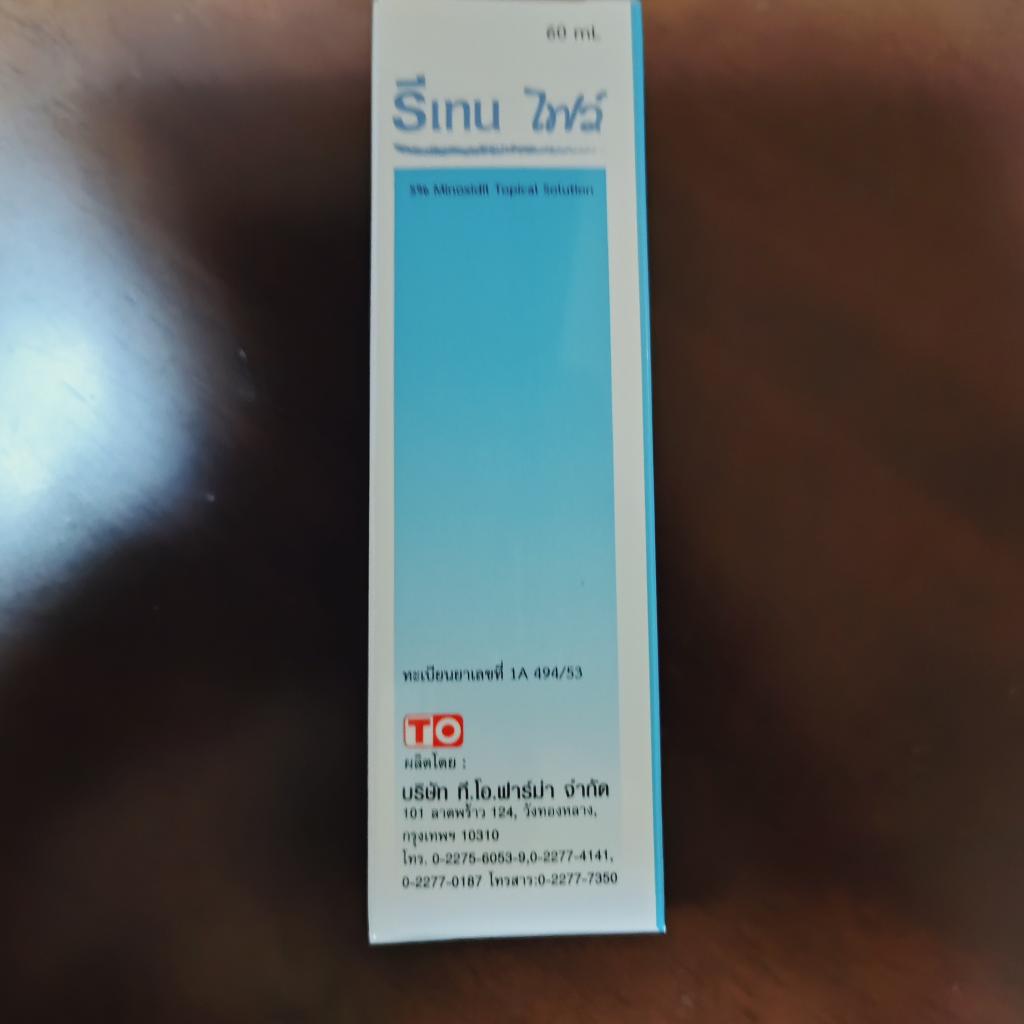 60 mL
รีเทน ไฟว์
5% Minoxidil Topical Solution
ทะเบียนยาเลขที่ 1A 494/53
TO
ผลิตโดย :
บริษัท ที.โอ.ฟาร์ม่า จำกัด
101 ลาดพร้าว 124, วังทองหลาง,
กรุงเทพฯ 10310
โทร. 0-2275-6053-9,0-2277-4141,
0-2277-0187 โทรสาร:0-2277-7350